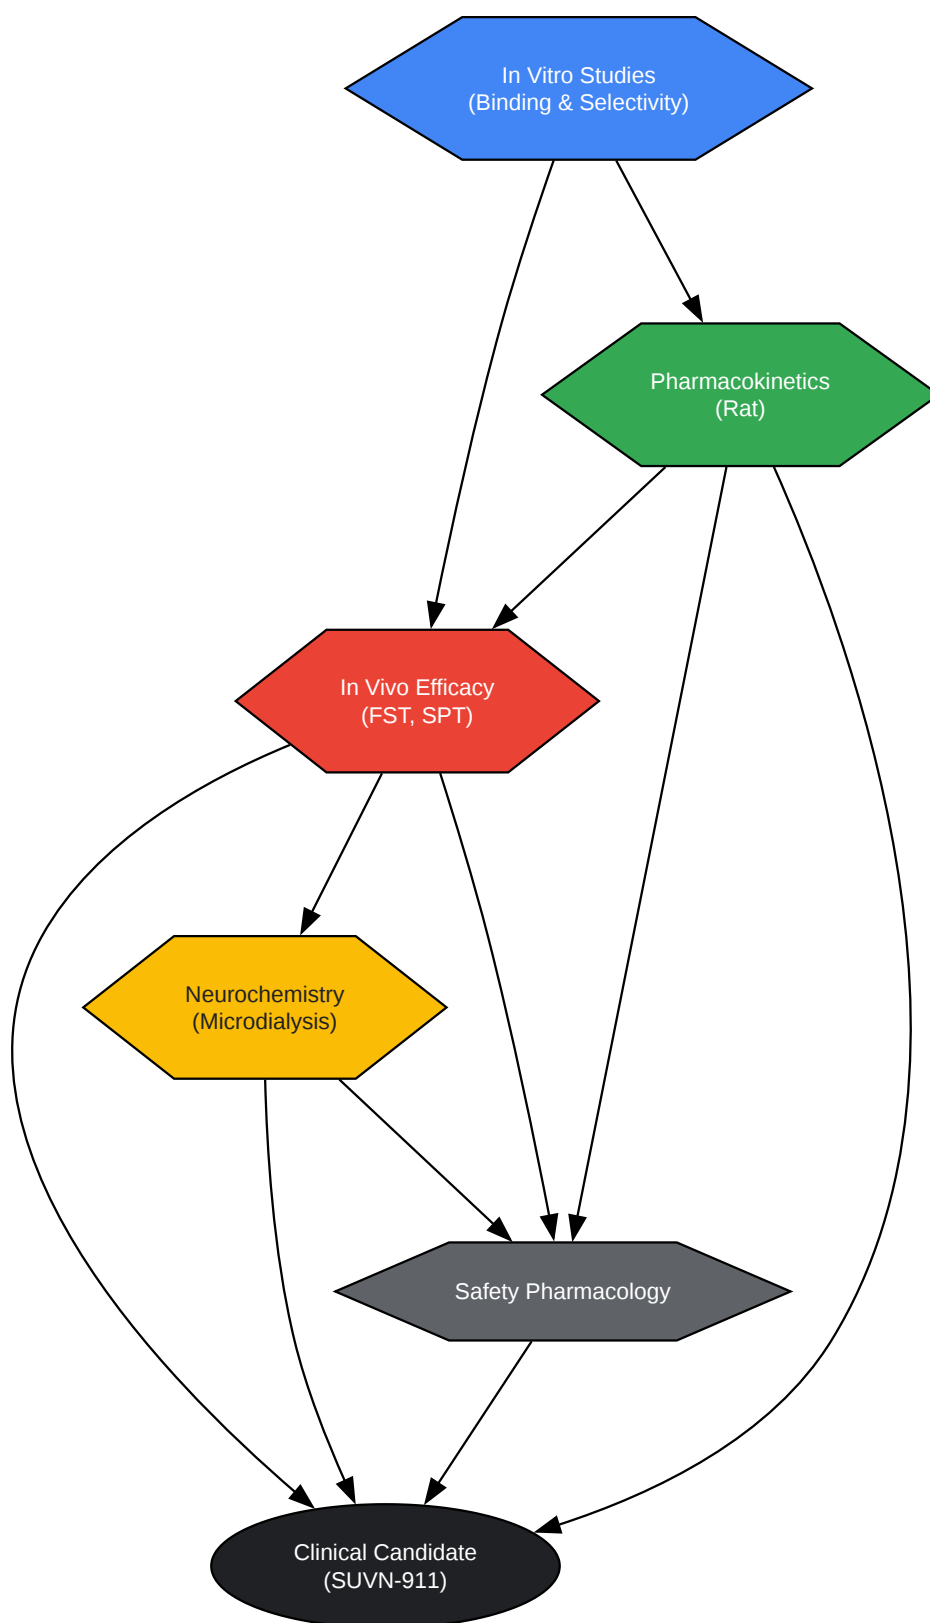 In Vitro Studies
(Binding & Selectivity)
Pharmacokinetics
(Rat)
In Vivo Efficacy
(FST, SPT)
Neurochemistry
(Microdialysis)
Safety Pharmacology
Clinical Candidate
(SUVN-911)